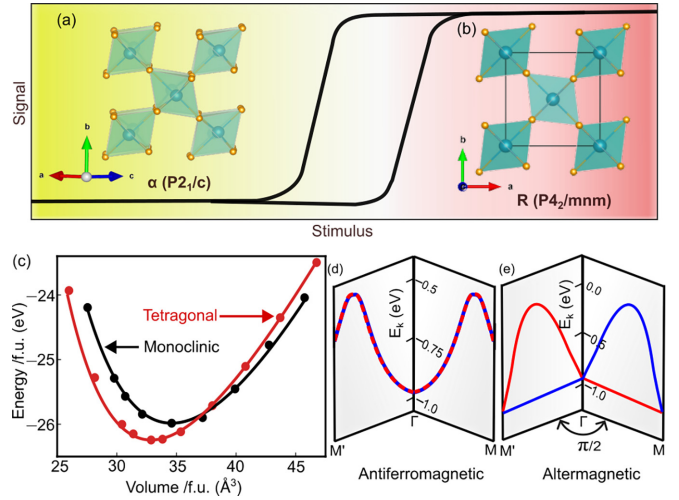 (a)
(b)
Signal
b
a
c
α (P2₁/c)
b
a
R (P4₂/mnm)
Stimulus
(c)
Energy /f.u. (eV)
−24
−25
−26
Tetragonal
Monoclinic
25
30
35
40
45
Volume /f.u. (Å³)
(d)
Eₖ (eV)
−0.5
−0.75
−1.0
Γ
M'
M
Antiferromagnetic
(e)
Eₖ (eV)
0.0
−0.5
−1.0
Γ
M'
π/2
M
Altermagnetic